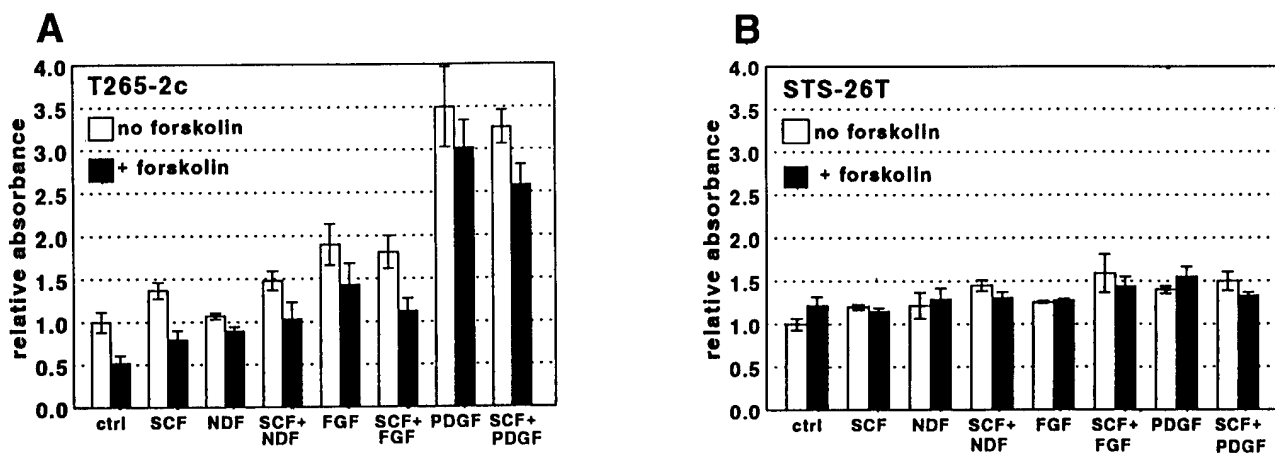 A
T265-2c
no forskolin
+ forskolin
relative absorbance
4.0
3.5
3.0
2.5
2.0
1.5
1.0
0.5
0.0
ctrl
SCF
NDF
SCF+
NDF
FGF
SCF+
FGF
PDGF
SCF+
PDGF
B
STS-26T
no forskolin
+ forskolin
relative absorbance
4.0
3.5
3.0
2.5
2.0
1.5
1.0
0.5
0.0
ctrl
SCF
NDF
SCF+
NDF
FGF
SCF+
FGF
PDGF
SCF+
PDGF